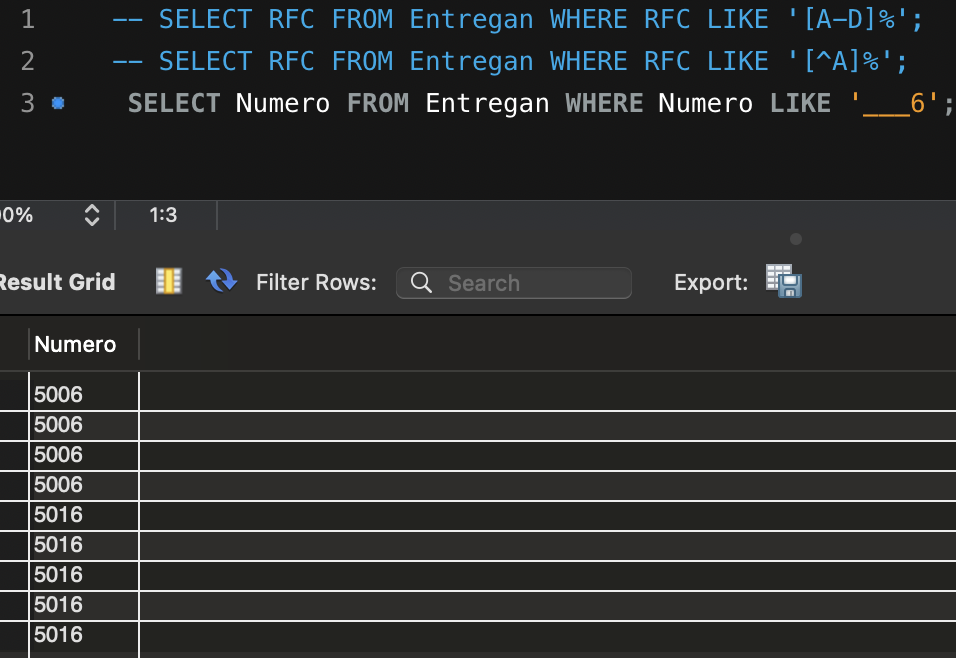 1 -- SELECT RFC FROM Entregan WHERE RFC LIKE '[A-D]%';
2 -- SELECT RFC FROM Entregan WHERE RFC LIKE '[^A]%';
3 SELECT Numero FROM Entregan WHERE Numero LIKE '___6';
00% 1:3
Result Grid Filter Rows: Search Export:
Numero
5006
5006
5006
5006
5016
5016
5016
5016
5016